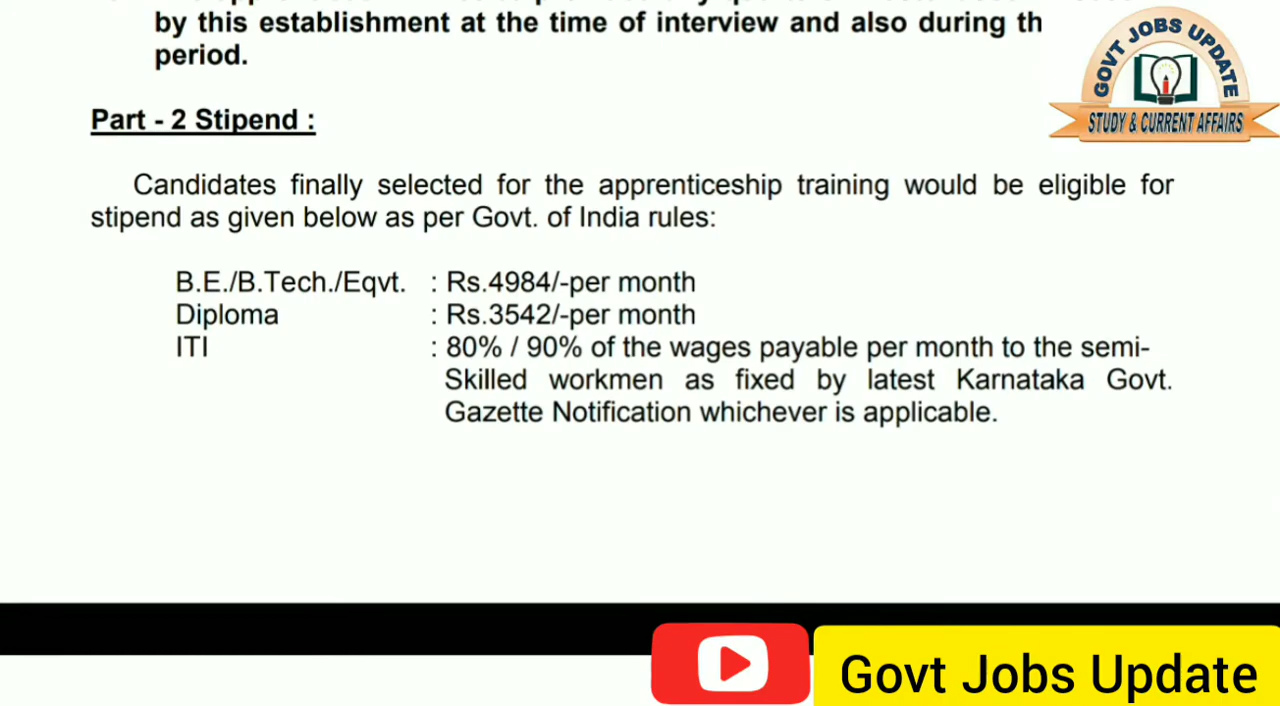 by this establishment at the time of interview and also during th
period.
Part - 2 Stipend :
Candidates finally selected for the apprenticeship training would be eligible for
stipend as given below as per Govt. of India rules:
B.E./B.Tech./Eqvt. : Rs.4984/-per month
Diploma : Rs.3542/-per month
ITI : 80% / 90% of the wages payable per month to the semi-
Skilled workmen as fixed by latest Karnataka Govt.
Gazette Notification whichever is applicable.
GOVT JOBS UPDATE
STUDY & CURRENT AFFAIRS
Govt Jobs Update